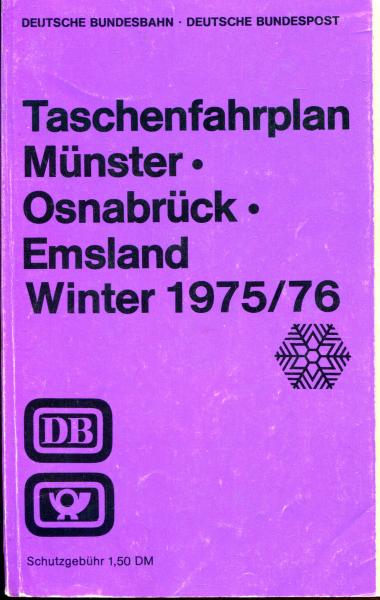 DEUTSCHE BUNDESBAHN · DEUTSCHE BUNDESPOST
Taschenfahrplan
Münster •
Osnabrück •
Emsland
Winter 1975/76
DB
Schutzgebühr 1,50 DM